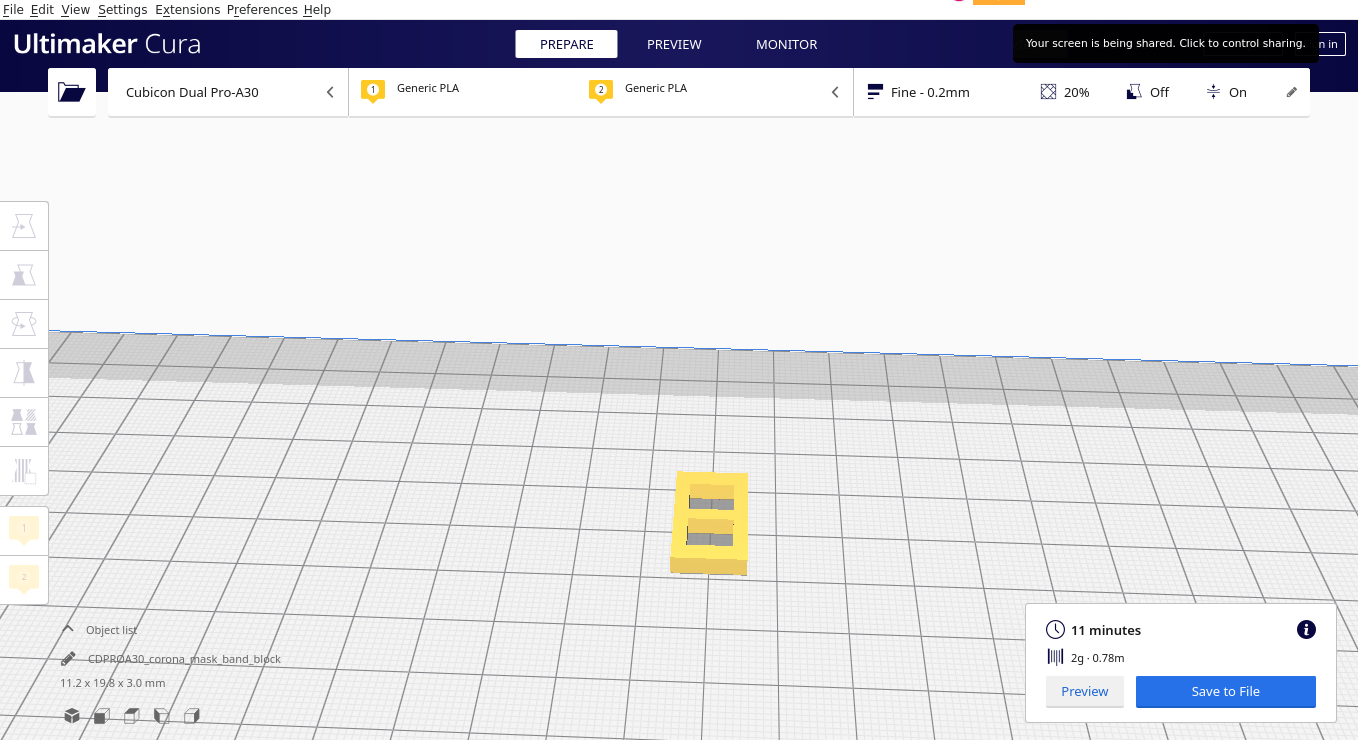 File Edit View Settings Extensions Preferences Help
Ultimaker Cura
PREPARE PREVIEW MONITOR
Your screen is being shared. Click to control sharing.
n in
Cubicon Dual Pro-A30
1 Generic PLA
2 Generic PLA
Fine - 0.2mm
20%
Off
On
1
2
Object list
CDPROA30_corona_mask_band_block
11.2 x 19.8 x 3.0 mm
11 minutes
2g · 0.78m
Preview
Save to File